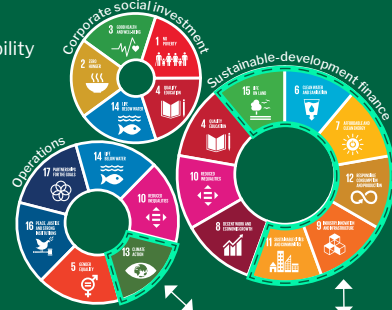 bility
Corporate social investment
3 GOOD HEALTH
AND WELL-BEING
1 NO
POVERTY
2 ZERO
HUNGER
4 QUALITY
EDUCATION
14 LIFE
BELOW WATER
Sustainable-development finance
15 LIFE
ON LAND
6 CLEAN WATER
AND SANITATION
4 QUALITY
EDUCATION
7 AFFORDABLE AND
CLEAN ENERGY
10 REDUCED
INEQUALITIES
12 RESPONSIBLE
CONSUMPTION
AND PRODUCTION
8 DECENT WORK AND
ECONOMIC GROWTH
9 INDUSTRY, INNOVATION
AND INFRASTRUCTURE
11 SUSTAINABLE CITIES
AND COMMUNITIES
Operations
14 LIFE
BELOW WATER
17 PARTNERSHIPS
FOR THE GOALS
10 REDUCED
INEQUALITIES
16 PEACE, JUSTICE
AND STRONG
INSTITUTIONS
13 CLIMATE
ACTION
5 GENDER
EQUALITY